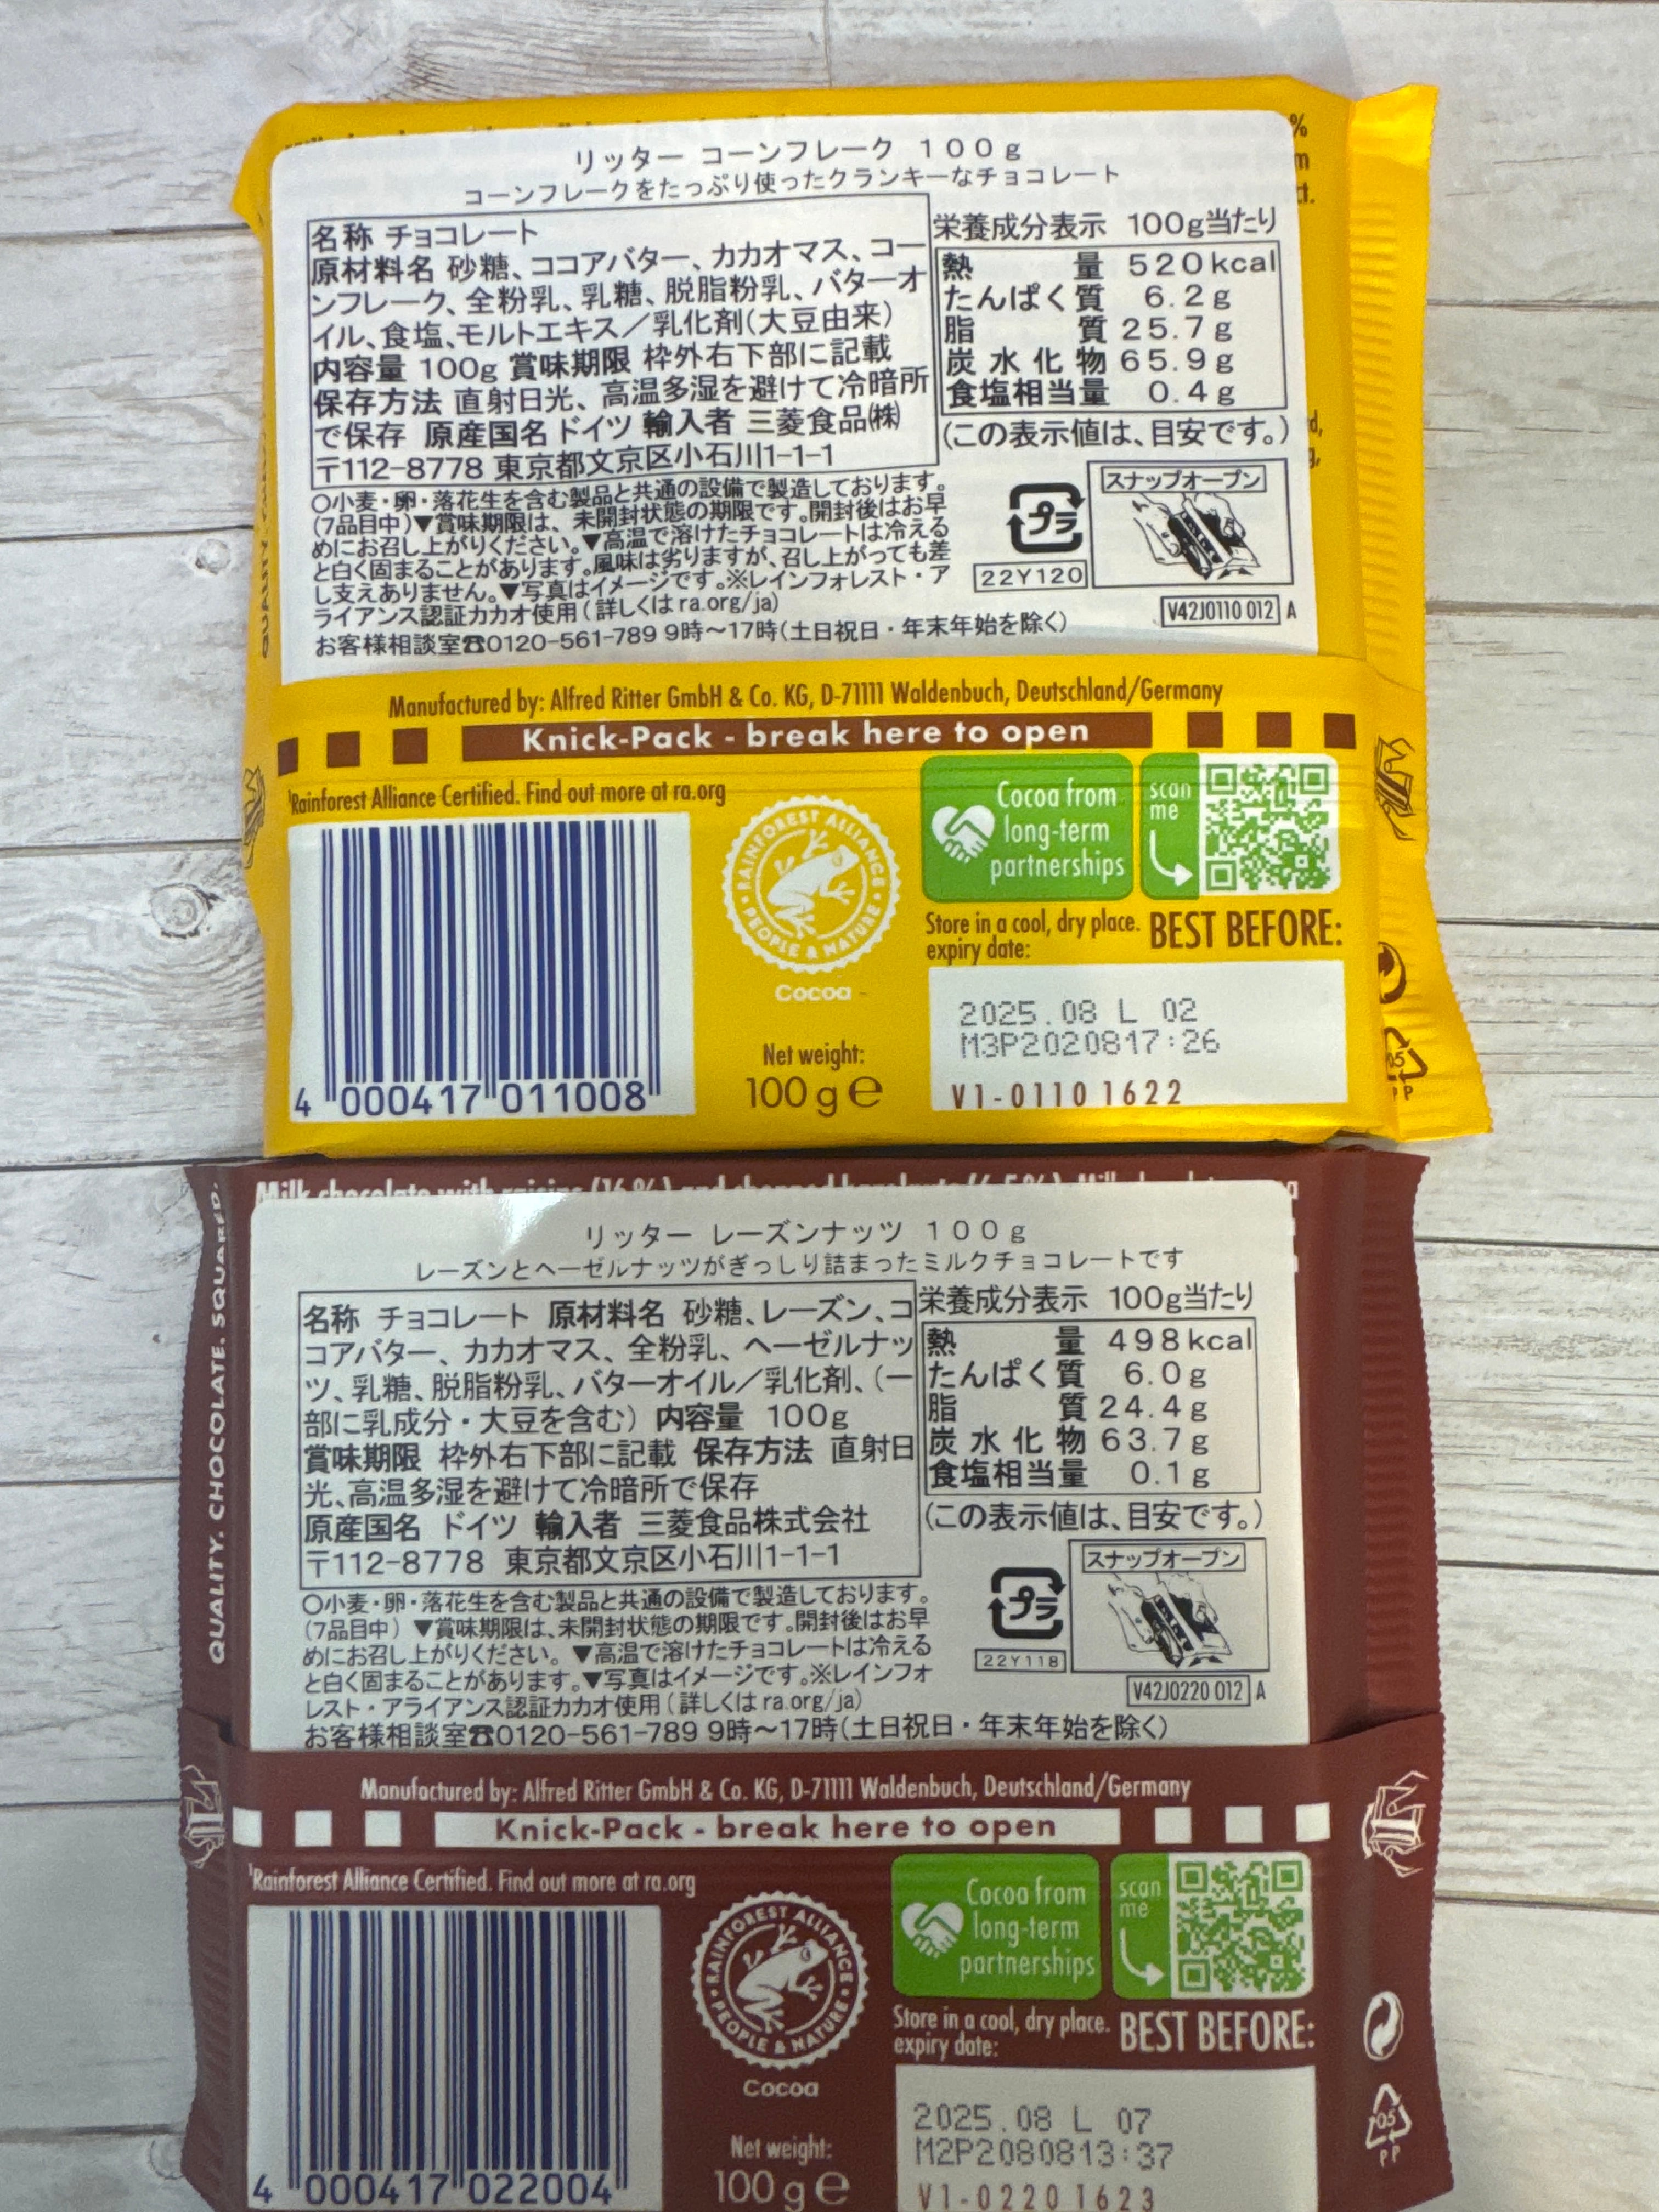 リッター コーンフレーク 100g
コーンフレークをたっぷり使ったクランキーなチョコレート
名称 チョコレート
原材料名 砂糖、ココアバター、カカオマス、コー
ンフレーク、全粉乳、乳糖、脱脂粉乳、バターオ
イル、食塩、モルトエキス／乳化剤(大豆由来)
内容量 100g 賞味期限 枠外右下部に記載
保存方法 直射日光、高温多湿を避けて冷暗所
で保存 原産国名 ドイツ 輸入者 三菱食品㈱
〒112-8778 東京都文京区小石川1-1-1
栄養成分表示 100g当たり
熱量 520kcal
たんぱく質 6.2g
脂質 25.7g
炭水化物 65.9g
食塩相当量 0.4g
(この表示値は、目安です。)
○小麦・卵・落花生を含む製品と共通の設備で製造しております。
(7品目中)▼賞味期限は、未開封状態の期限です。開封後はお早
めにお召し上がりください。▼高温で溶けたチョコレートは冷える
と白く固まることがあります。風味は劣りますが、召し上がっても差
し支えありません。▼写真はイメージです。※レインフォレスト・ア
ライアンス認証カカオ使用(詳しくは ra.org/ja)
お客様相談室☎0120-561-789 9時～17時(土日祝日・年末年始を除く)
プラ
22Y120
スナップオープン
V42J0110 012 A
Manufactured by: Alfred Ritter GmbH & Co. KG, D-71111 Waldenbuch, Deutschland/Germany
Knick-Pack - break here to open
¹Rainforest Alliance Certified. Find out more at ra.org
RAINFOREST ALLIANCE
PEOPLE & NATURE
Cocoa
Cocoa from
long-term
partnerships
scan
me
Store in a cool, dry place.
expiry date:
BEST BEFORE:
2025.08 L 02
M3P2020817:26
V1-0110 1622
Net weight:
100 g e
4 000417 011008
05
PP
QUALITY. CHOCOLATE. SQUARED.
リッター レーズンナッツ 100g
レーズンとヘーゼルナッツがぎっしり詰まったミルクチョコレートです
名称 チョコレート 原材料名 砂糖、レーズン、コ
コアバター、カカオマス、全粉乳、ヘーゼルナッ
ツ、乳糖、脱脂粉乳、バターオイル／乳化剤、(一
部に乳成分・大豆を含む) 内容量 100g
賞味期限 枠外右下部に記載 保存方法 直射日
光、高温多湿を避けて冷暗所で保存
原産国名 ドイツ 輸入者 三菱食品株式会社
〒112-8778 東京都文京区小石川1-1-1
栄養成分表示 100g当たり
熱量 498kcal
たんぱく質 6.0g
脂質 24.4g
炭水化物 63.7g
食塩相当量 0.1g
(この表示値は、目安です。)
○小麦・卵・落花生を含む製品と共通の設備で製造しております。
(7品目中)▼賞味期限は、未開封状態の期限です。開封後はお早
めにお召し上がりください。▼高温で溶けたチョコレートは冷える
と白く固まることがあります。▼写真はイメージです。※レインフォ
レスト・アライアンス認証カカオ使用(詳しくは ra.org/ja)
お客様相談室☎0120-561-789 9時～17時(土日祝日・年末年始を除く)
プラ
22Y118
スナップオープン
V42J0220 012 A
Manufactured by: Alfred Ritter GmbH & Co. KG, D-71111 Waldenbuch, Deutschland/Germany
Knick-Pack - break here to open
¹Rainforest Alliance Certified. Find out more at ra.org
RAINFOREST ALLIANCE
PEOPLE & NATURE
Cocoa
Cocoa from
long-term
partnerships
scan
me
Store in a cool, dry place.
expiry date:
BEST BEFORE:
2025.08 L 07
M2P2080813:37
V1-0220 1623
Net weight:
100 g e
4 000417 022004
05
PP